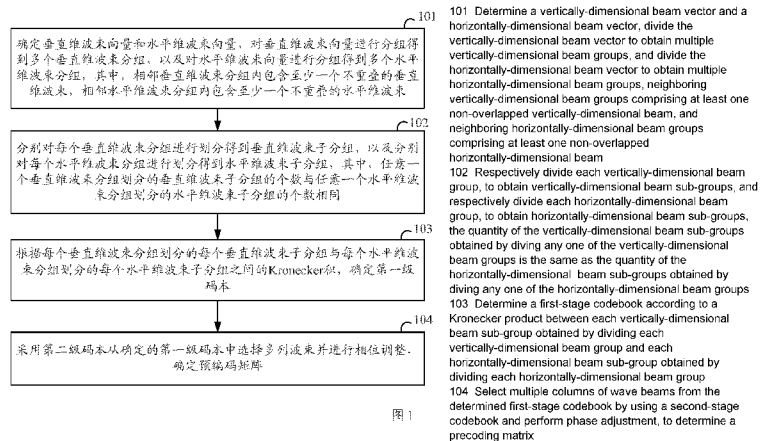 101
确定垂直维波束向量和水平维波束向量，对垂直维波束向量进行分组
得到多个垂直维波束分组，以及对水平维波束向量进行分组得到多个水平
维波束分组，其中，相邻垂直维波束分组内包含至少一个不重叠的垂直
维波束，相邻水平维波束分组内包含至少一个不重叠的水平维波束
102
分别对每个垂直维波束分组进行划分得到垂直维波束子分组，以及分别
对每个水平维波束分组进行划分得到水平维波束子分组，其中，任意一
个垂直维波束分组划分的垂直维波束子分组的个数与任意一个水平维波
束分组划分的水平维波束子分组的个数相同
103
根据每个垂直维波束分组划分的每个垂直维波束子分组与每个水平维波
束分组划分的每个水平维波束子分组之间的Kronecker积，确定第一级
码本
104
采用第二级码本从确定的第一级码本中选择多列波束并进行相位调整，
确定预编码矩阵
图1
101 Determine a vertically-dimensional beam vector and a
horizontally-dimensional beam vector, divide the
vertically-dimensional beam vector to obtain multiple
vertically-dimensional beam groups, and divide the
horizontally-dimensional beam vector to obtain multiple
horizontally-dimensional beam groups, neighboring
vertically-dimensional beam groups comprising at least one
non-overlapped vertically-dimensional beam, and
neighboring horizontally-dimensional beam groups
comprising at least one non-overlapped
horizontally-dimensional beam
102 Respectively divide each vertically-dimensional beam
group, to obtain vertically-dimensional beam sub-groups, and
respectively divide each horizontally-dimensional beam
group, to obtain horizontally-dimensional beam sub-groups,
the quantity of the vertically-dimensional beam sub-groups
obtained by diving any one of the vertically-dimensional
beam groups is the same as the quantity of the
horizontally-dimensional beam sub-groups obtained by
diving any one of the horizontally-dimensional beam groups
103 Determine a first-stage codebook according to a
Kronecker product between each vertically-dimensional
beam sub-group obtained by dividing each
vertically-dimensional beam group and each
horizontally-dimensional beam sub-group obtained by
dividing each horizontally-dimensional beam group
104 Select multiple columns of wave beams from the
determined first-stage codebook by using a second-stage
codebook and perform phase adjustment, to determine a
precoding matrix